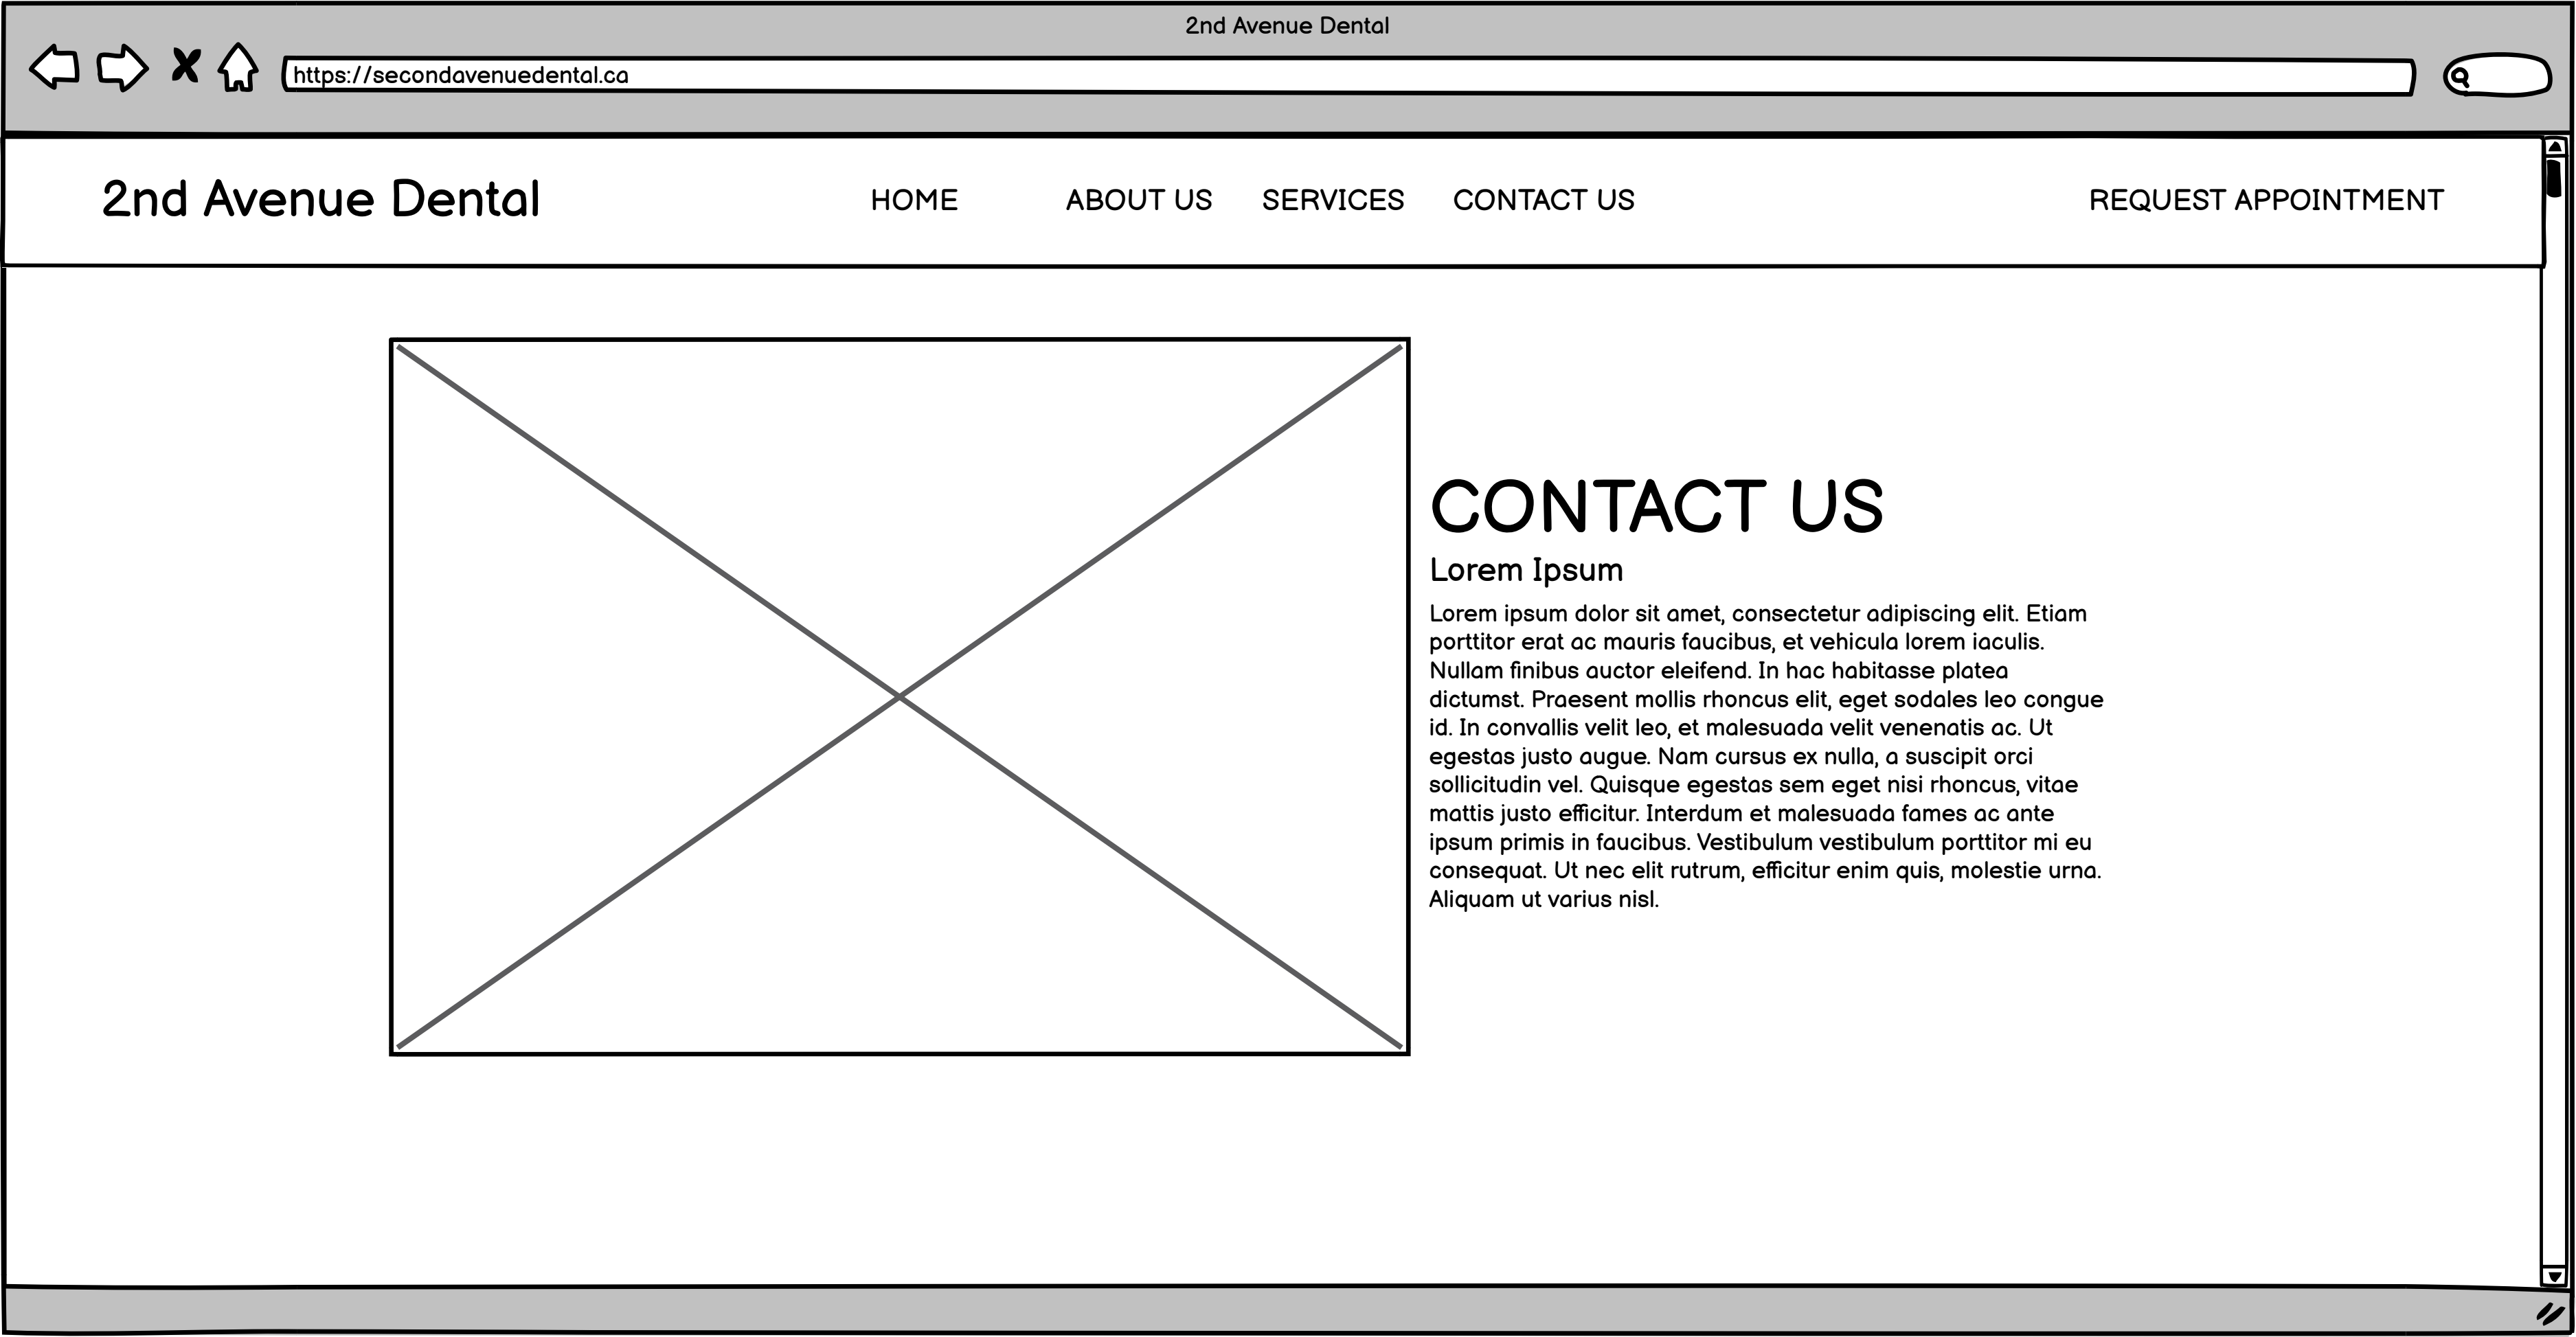 2nd Avenue Dental
https://secondavenuedental.ca
2nd Avenue Dental
HOME
ABOUT US
SERVICES
CONTACT US
REQUEST APPOINTMENT
CONTACT US
Lorem Ipsum
Lorem ipsum dolor sit amet, consectetur adipiscing elit. Etiam
porttitor erat ac mauris faucibus, et vehicula lorem iaculis.
Nullam finibus auctor eleifend. In hac habitasse platea
dictumst. Praesent mollis rhoncus elit, eget sodales leo congue
id. In convallis velit leo, et malesuada velit venenatis ac. Ut
egestas justo augue. Nam cursus ex nulla, a suscipit orci
sollicitudin vel. Quisque egestas sem eget nisi rhoncus, vitae
mattis justo efficitur. Interdum et malesuada fames ac ante
ipsum primis in faucibus. Vestibulum vestibulum porttitor mi eu
consequat. Ut nec elit rutrum, efficitur enim quis, molestie urna.
Aliquam ut varius nisl.